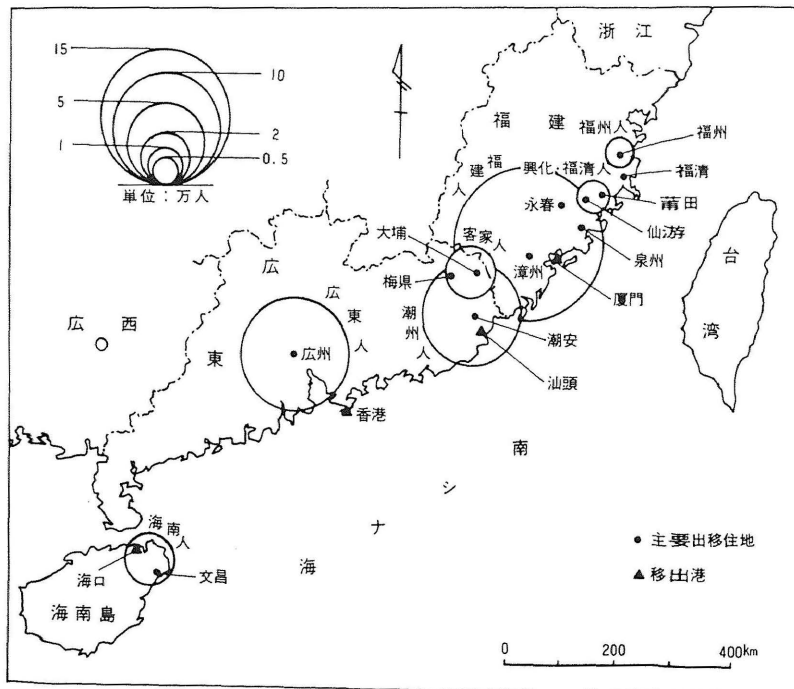 15
10
5
2
1
0.5
単位:万人
浙江
福建
福州人
福州
福清
興化・福清人
福建人
莆田
仙游
永春
泉州
漳州
厦門
客家人
大埔
梅県
潮州人
潮安
汕頭
台湾
広東
広東人
広州
広西
香港
南シナ海
海南人
海口
文昌
海南島
● 主要出移住地
▲ 移出港
0
200
400km